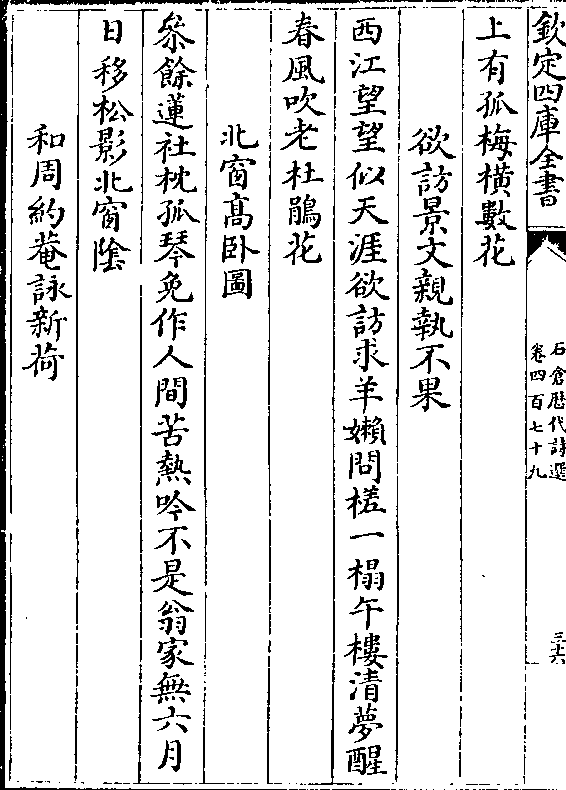 欽定四庫全書
石倉歴代詩選
卷四百七十九
三十六
上有孤梅橫數花
欲訪景文親執不果
西江望望似天涯欲訪求羊嬾問槎一榻午樓清夢醒
春風吹老杜鵑花
北窗高卧圖
祭餘蓮社枕孤琴免作人間苦熱吟不是翁家無六月
日移松影北窗隂
和周約菴詠新荷